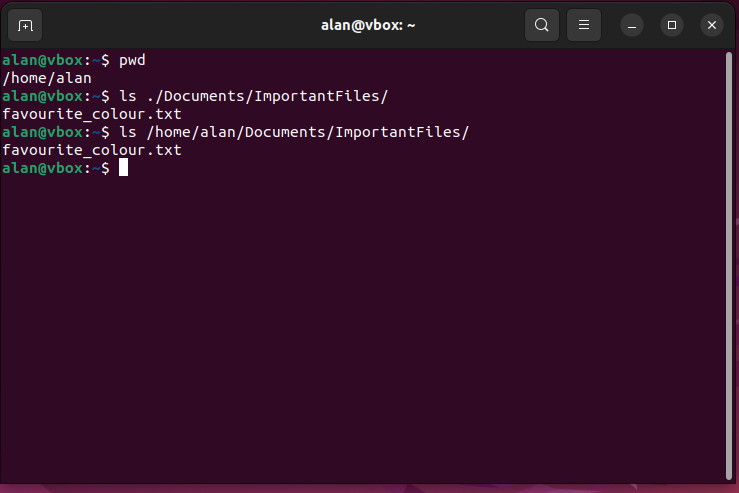 alan@vbox: ~
alan@vbox:~$ pwd
/home/alan
alan@vbox:~$ ls ./Documents/ImportantFiles/
favourite_colour.txt
alan@vbox:~$ ls /home/alan/Documents/ImportantFiles/
favourite_colour.txt
alan@vbox:~$